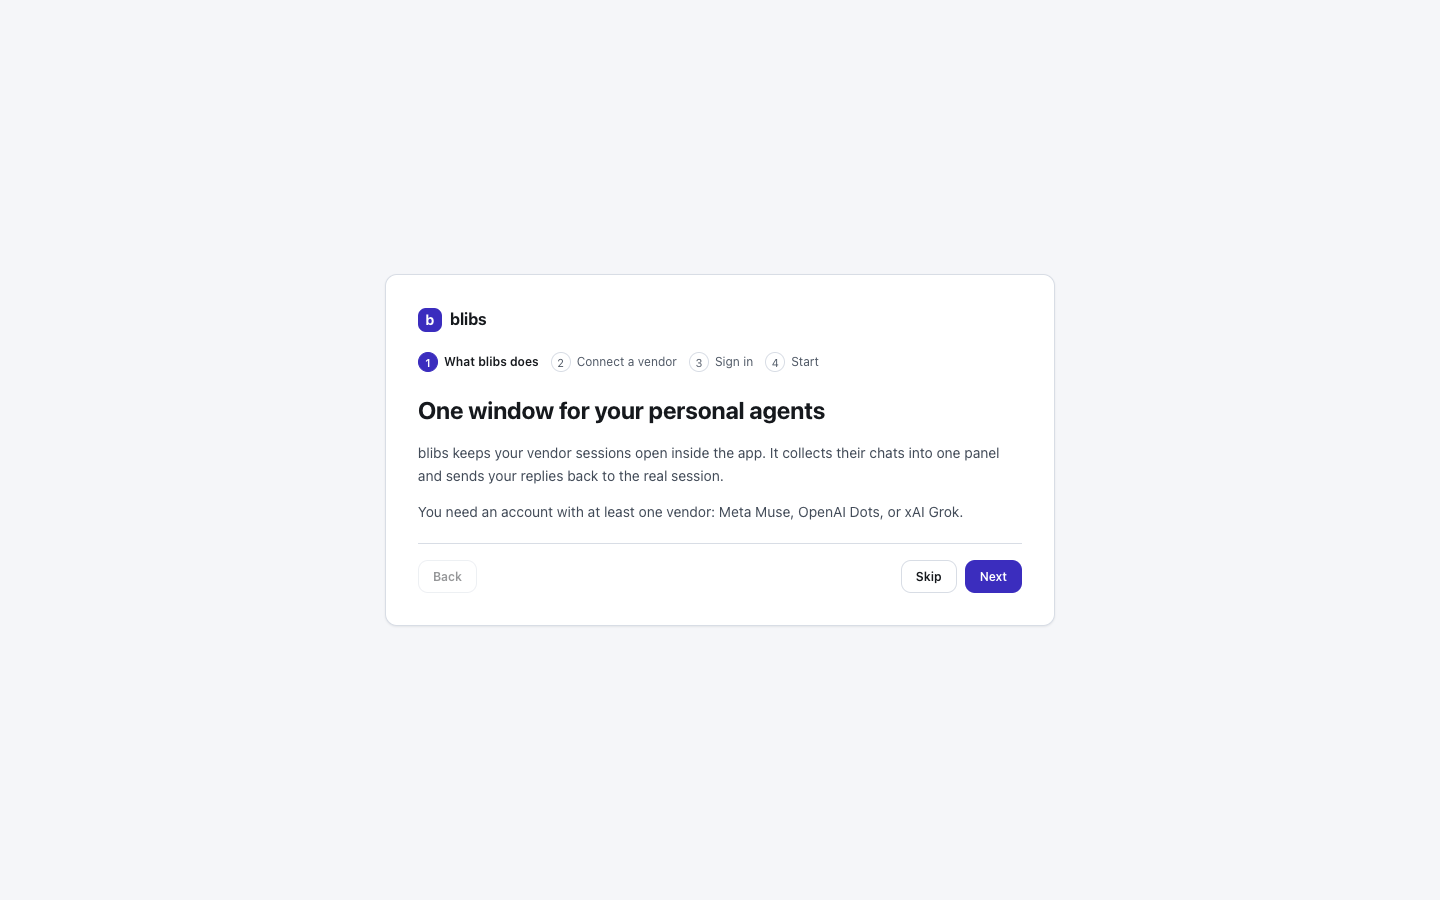 b blibs
1 What blibs does 2 Connect a vendor 3 Sign in 4 Start
One window for your personal agents
blibs keeps your vendor sessions open inside the app. It collects their chats into one panel
and sends your replies back to the real session.
You need an account with at least one vendor: Meta Muse, OpenAI Dots, or xAI Grok.
Back Skip Next